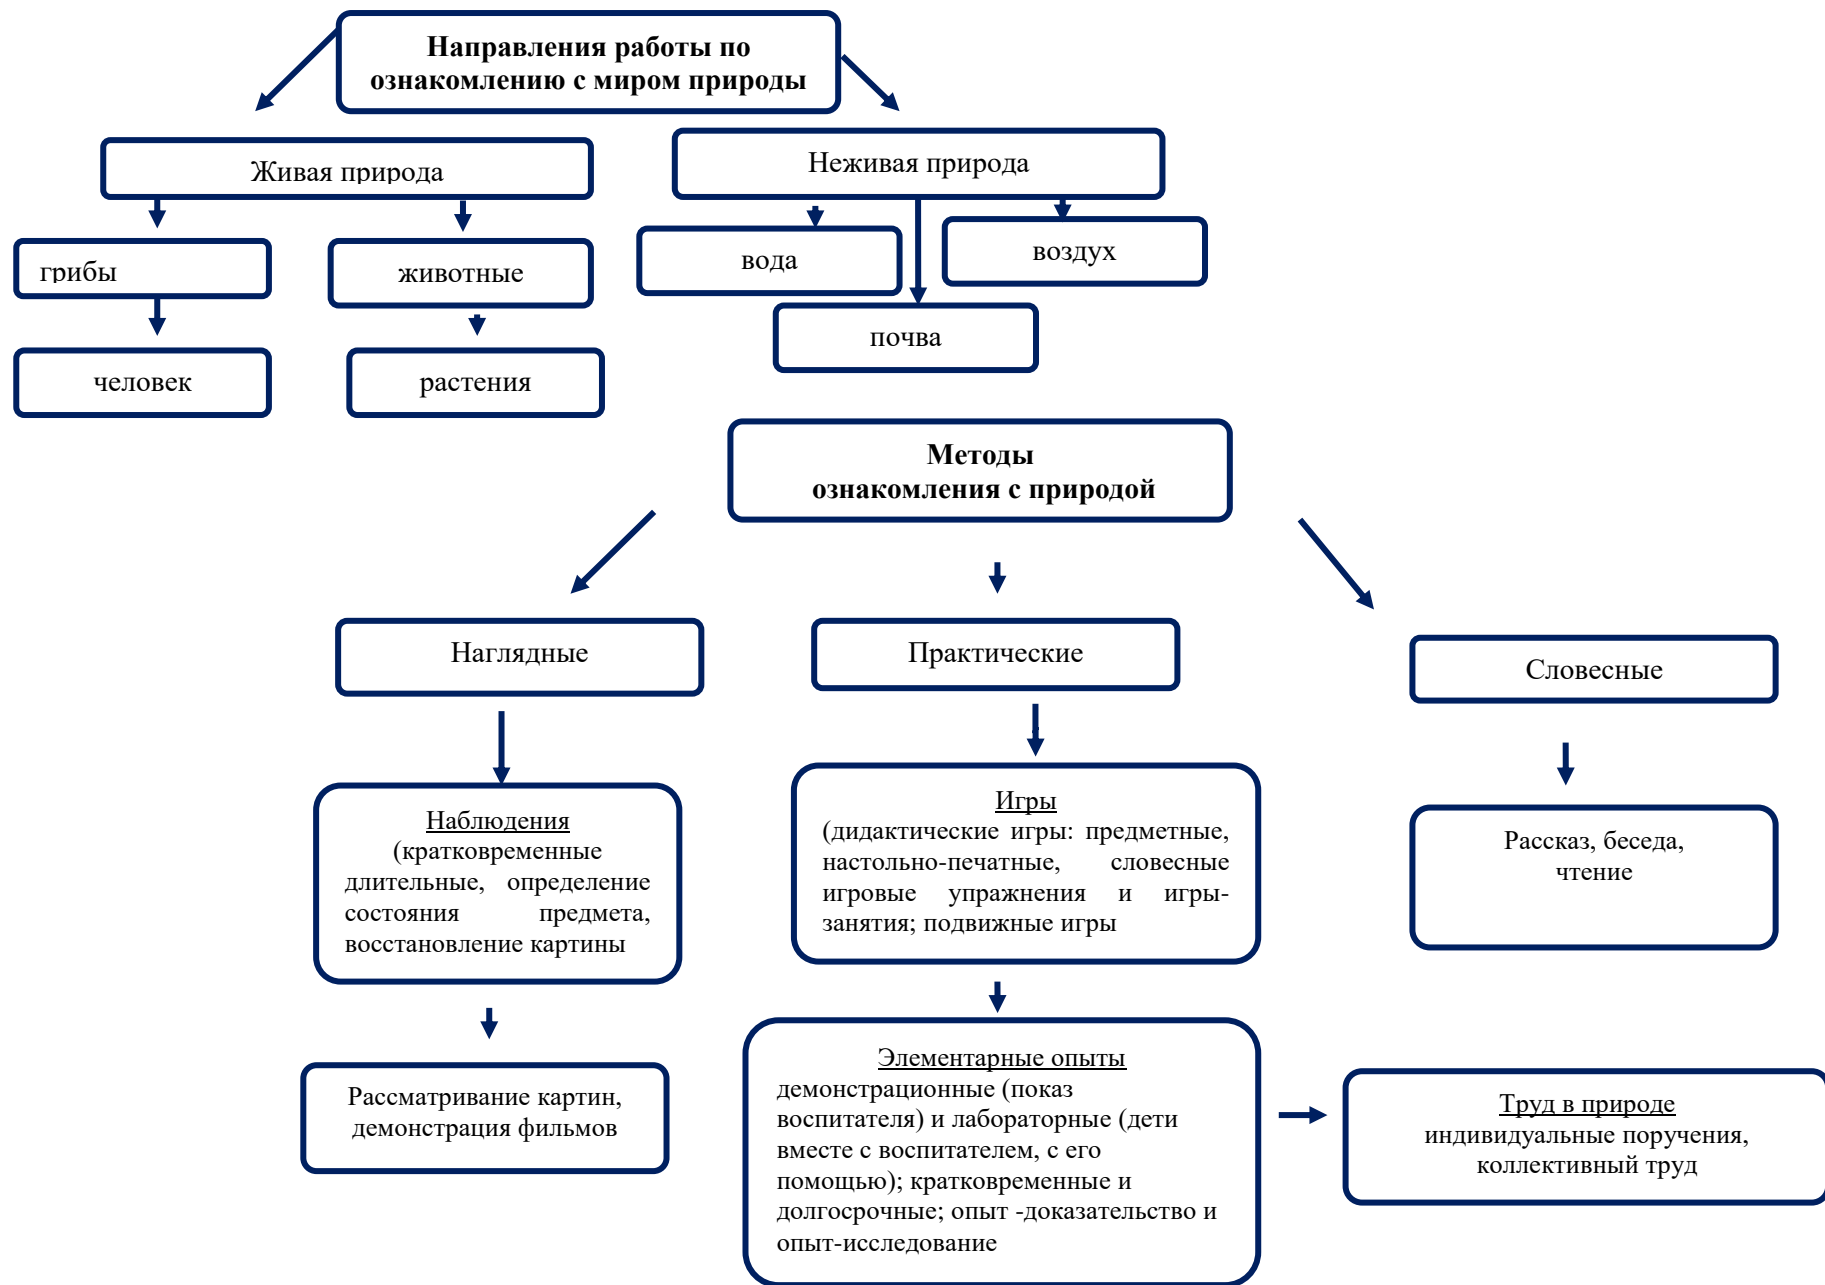 Направления работы по
ознакомлению с миром природы
Живая природа
Неживая природа
грибы
животные
вода
воздух
почва
человек
растения
Методы
ознакомления с природой
Наглядные
Практические
Словесные
Наблюдения
(кратковременные
длительные, определение
состояния предмета,
восстановление картины
Игры
(дидактические игры: предметные,
настольно-печатные, словесные
игровые упражнения и игры-
занятия; подвижные игры
Рассказ, беседа,
чтение
Рассматривание картин,
демонстрация фильмов
Элементарные опыты
демонстрационные (показ
воспитателя) и лабораторные (дети
вместе с воспитателем, с его
помощью); кратковременные и
долгосрочные; опыт -доказательство и
опыт-исследование
Труд в природе
индивидуальные поручения,
коллективный труд